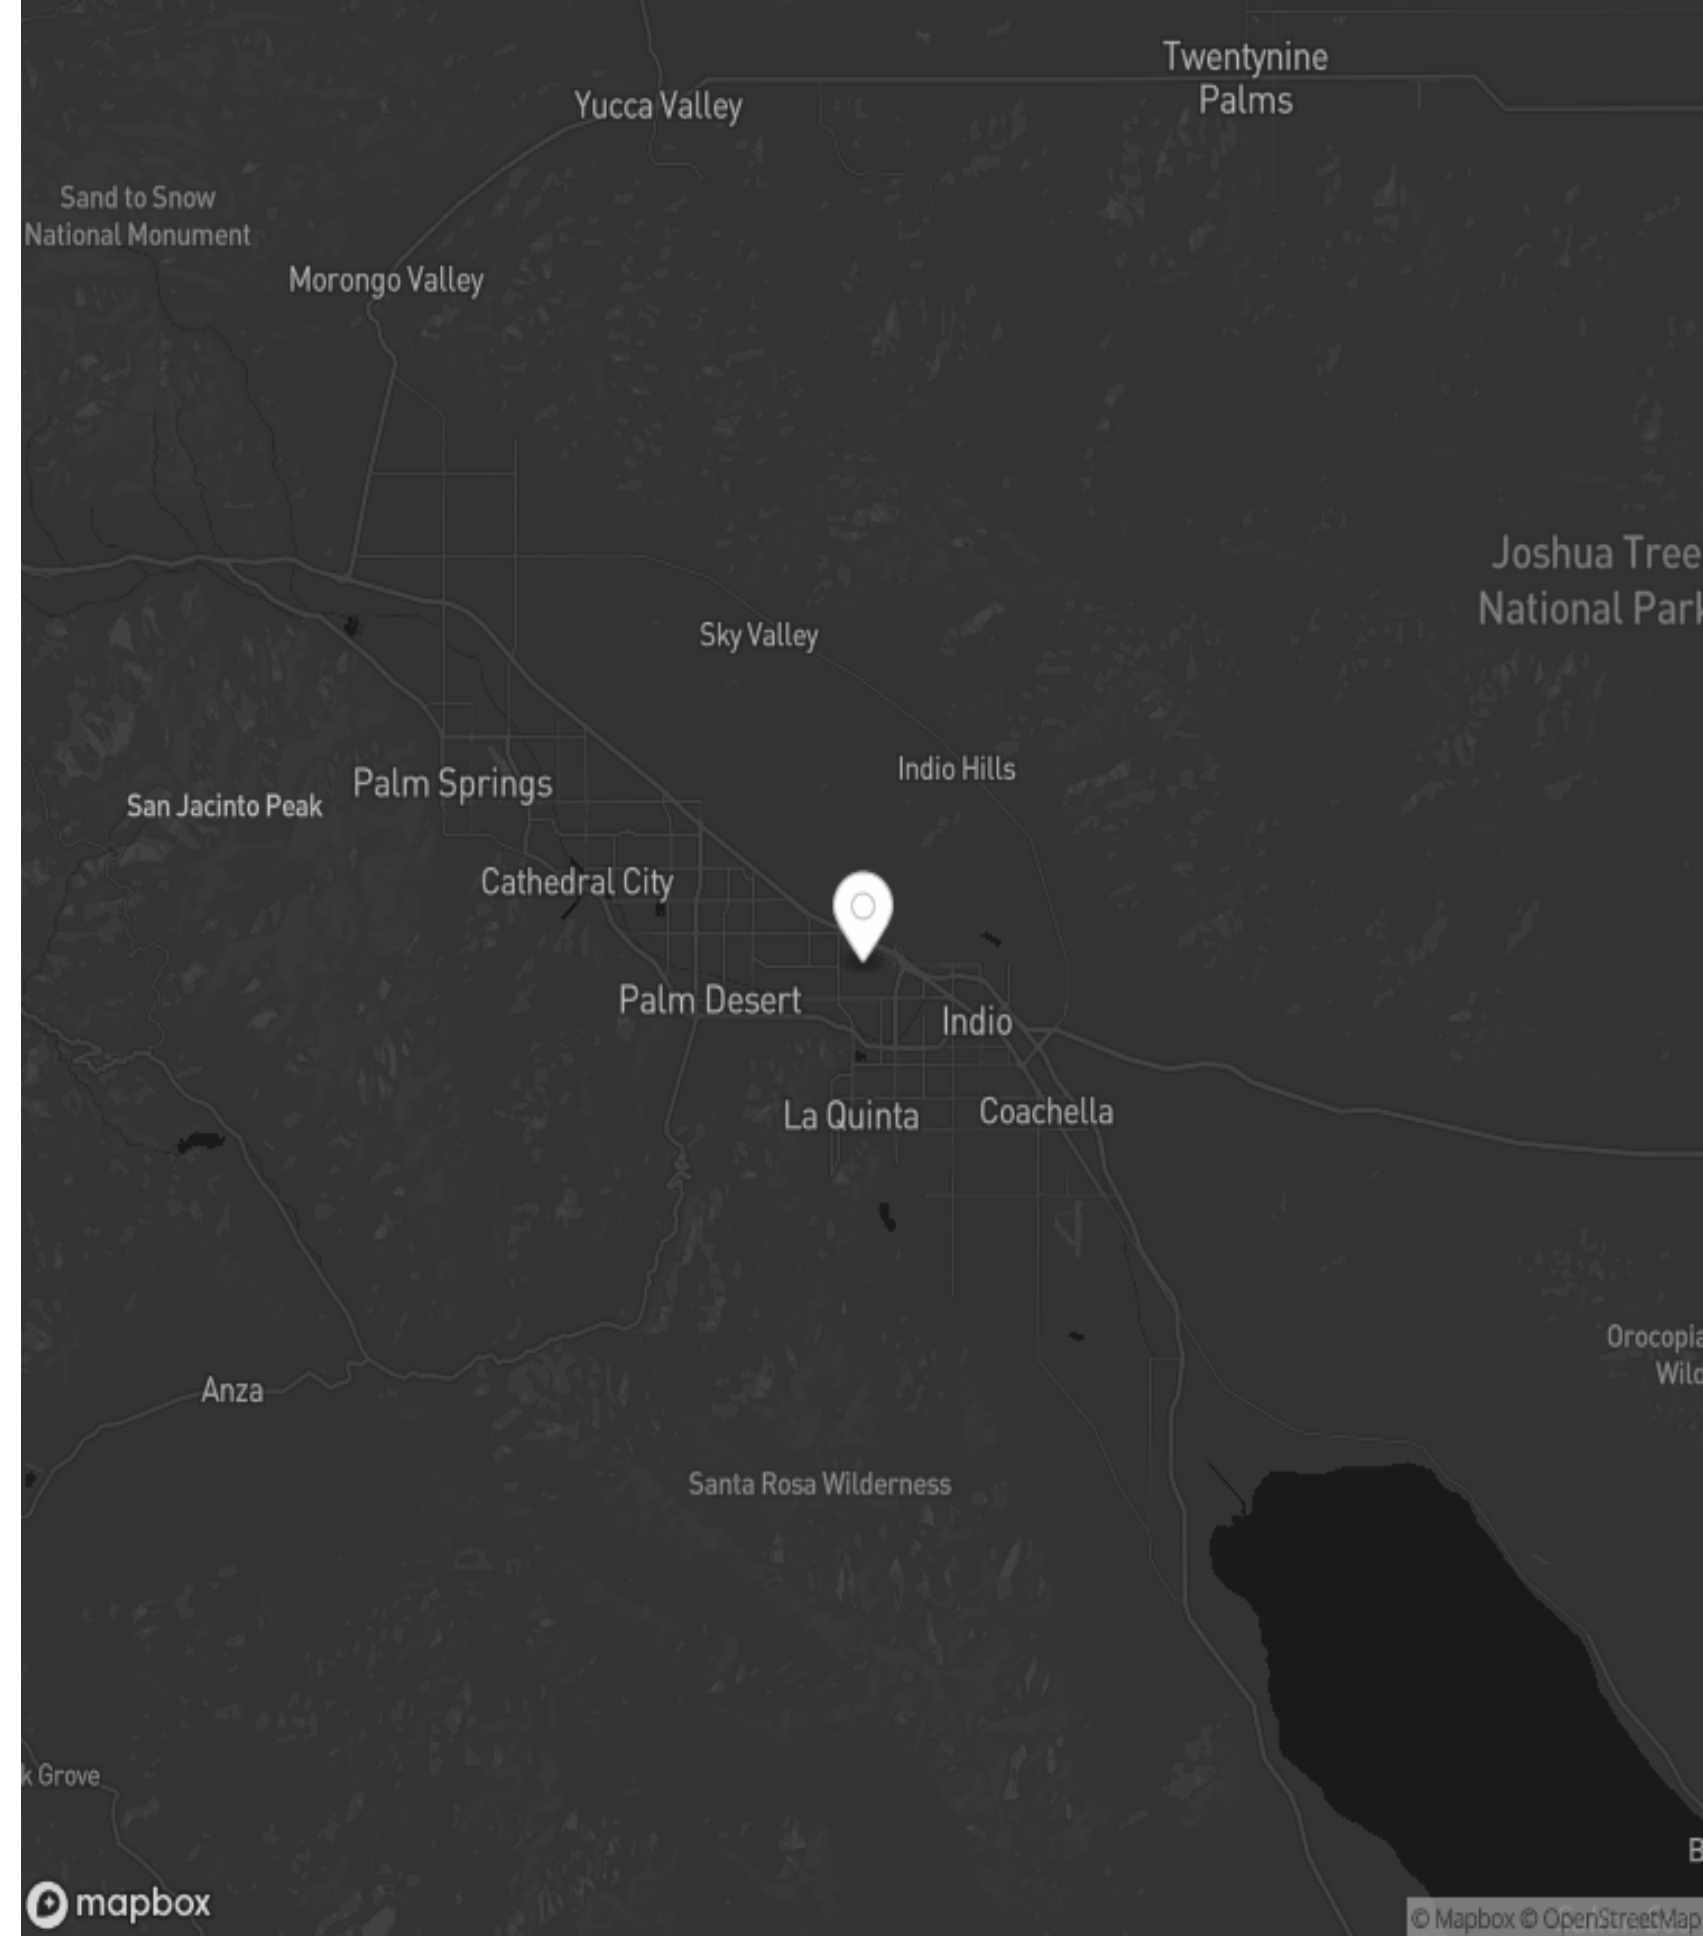 Twentynine
Palms
Yucca Valley
Sand to Snow
National Monument
Morongo Valley
Joshua Tree
National Park
Sky Valley
Indio Hills
Palm Springs
San Jacinto Peak
Cathedral City
Palm Desert
Indio
La Quinta
Coachella
Orocopia
Wild
Anza
Santa Rosa Wilderness
k Grove
B
mapbox
© Mapbox © OpenStreetMap